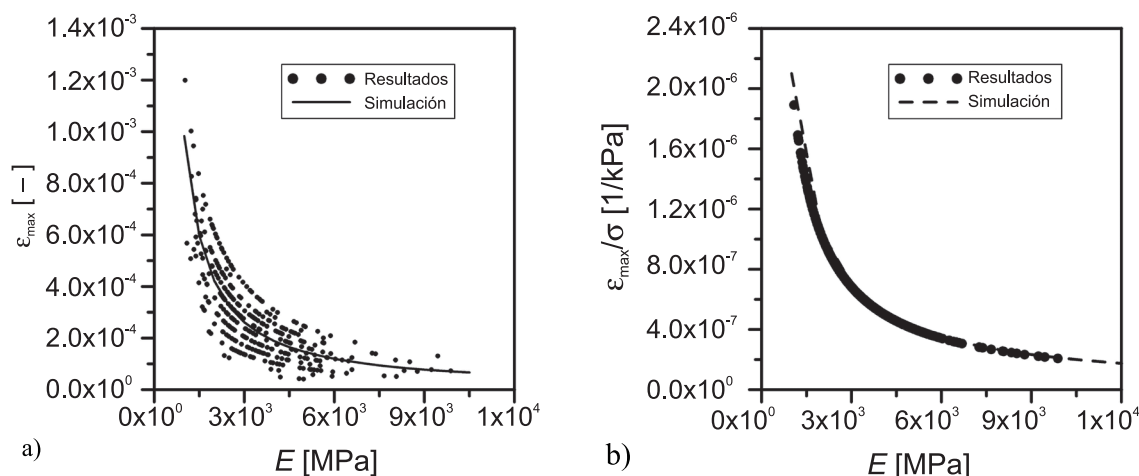 1.4x10⁻³
1.2x10⁻³
1.0x10⁻³
8.0x10⁻⁴
6.0x10⁻⁴
4.0x10⁻⁴
2.0x10⁻⁴
0.0x10⁰
εmax [−]
Resultados
Simulación
0x10⁰ 3x10³ 6x10³ 9x10³ 1x10⁴
E [MPa]
a)
2.4x10⁻⁶
2.0x10⁻⁶
1.6x10⁻⁶
1.2x10⁻⁶
8.0x10⁻⁷
4.0x10⁻⁷
0.0x10⁰
εmax/σ [1/kPa]
Resultados
Simulación
0x10⁰ 3x10³ 6x10³ 9x10³ 1x10⁴
E [MPa]
b)